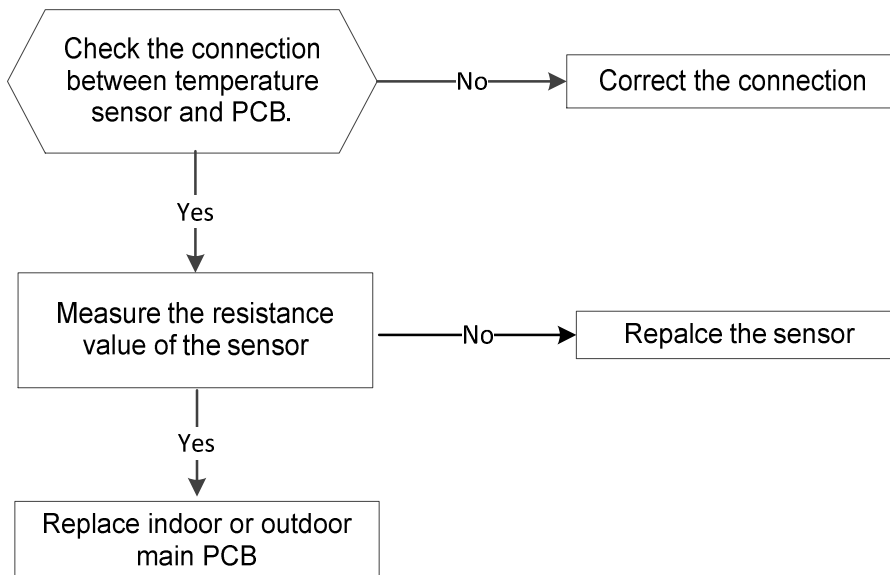 Check the connection
between temperature
sensor and PCB.
No
Correct the connection
Yes
Measure the resistance
value of the sensor
No
Repalce the sensor
Yes
Replace indoor or outdoor
main PCB